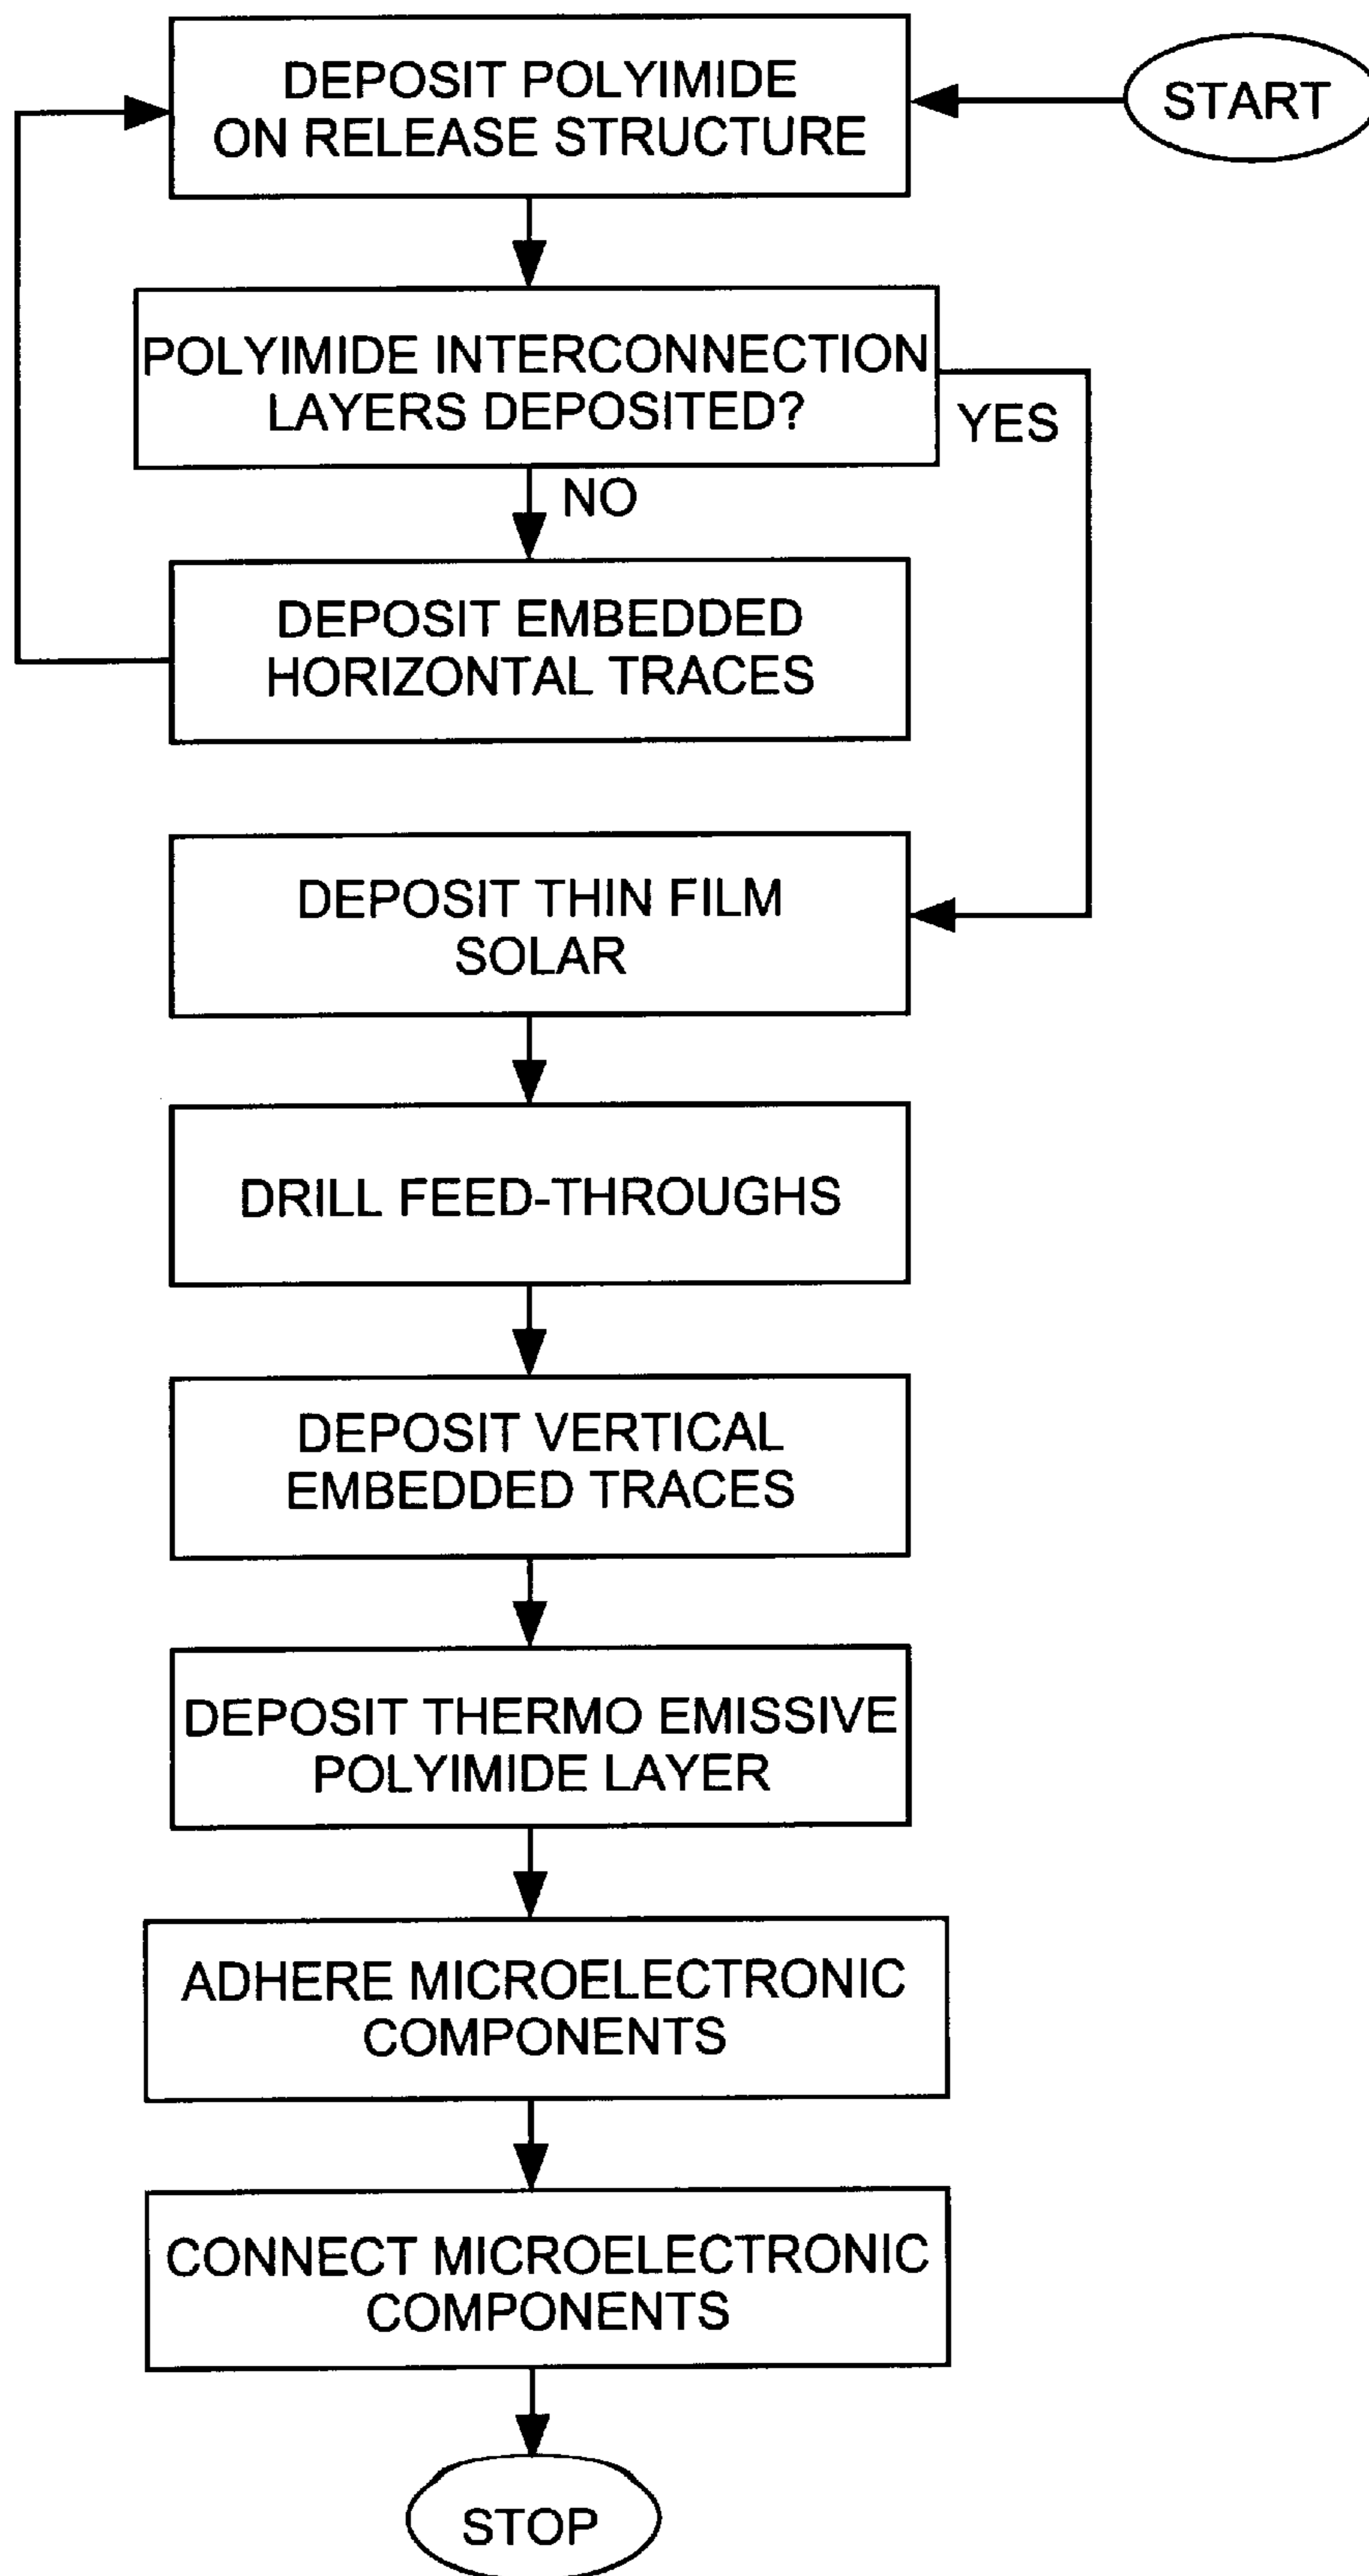 START
DEPOSIT POLYIMIDE
ON RELEASE STRUCTURE
POLYIMIDE INTERCONNECTION
LAYERS DEPOSITED?
YES
NO
DEPOSIT EMBEDDED
HORIZONTAL TRACES
DEPOSIT THIN FILM
SOLAR
DRILL FEED-THROUGHS
DEPOSIT VERTICAL
EMBEDDED TRACES
DEPOSIT THERMO EMISSIVE
POLYIMIDE LAYER
ADHERE MICROELECTRONIC
COMPONENTS
CONNECT MICROELECTRONIC
COMPONENTS
STOP